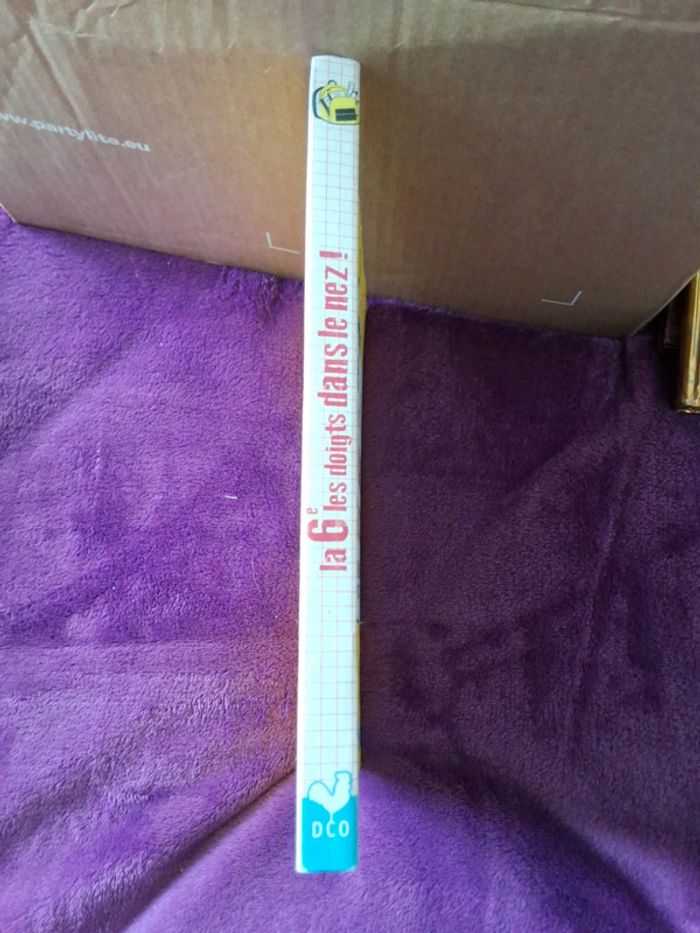 www.partylite.eu
la 6e les doigts dans le nez !
DCO